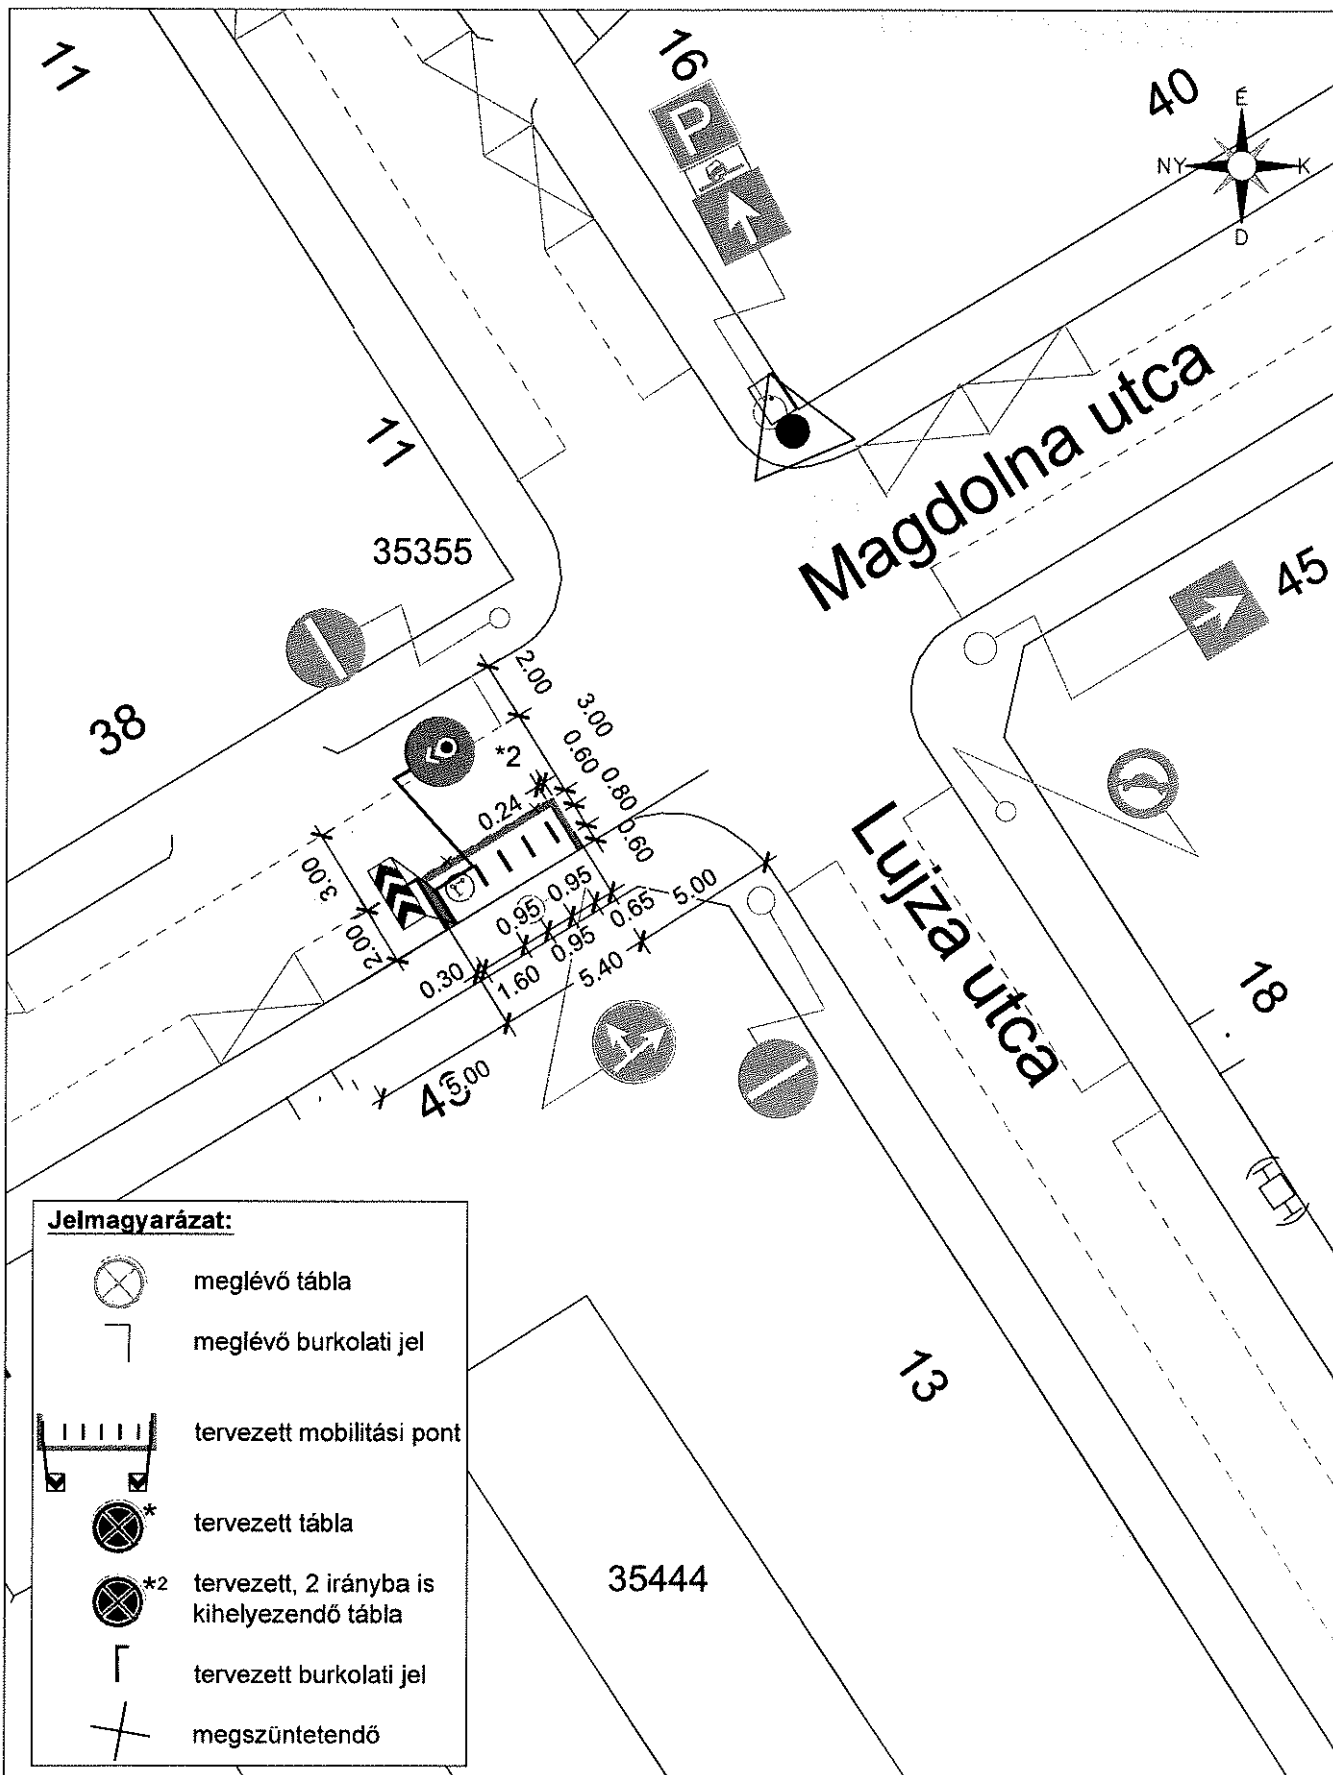 11
16
40
É
NY
K
D
P
11
35355
Magdolna utca
45
38
2.00
3.00
*2
0.60
0.80
0.24
0.60
3.00
2.00
0.95
0.95
0.65
5.00
0.30
1.60
0.95
5.40
43
5.00
Lujza utca
18
13
35444
Jelmagyarázat:
meglévő tábla
meglévő burkolati jel
tervezett mobilitási pont
* tervezett tábla
*2 tervezett, 2 irányba is
kihelyezendő tábla
tervezett burkolati jel
megszüntetendő